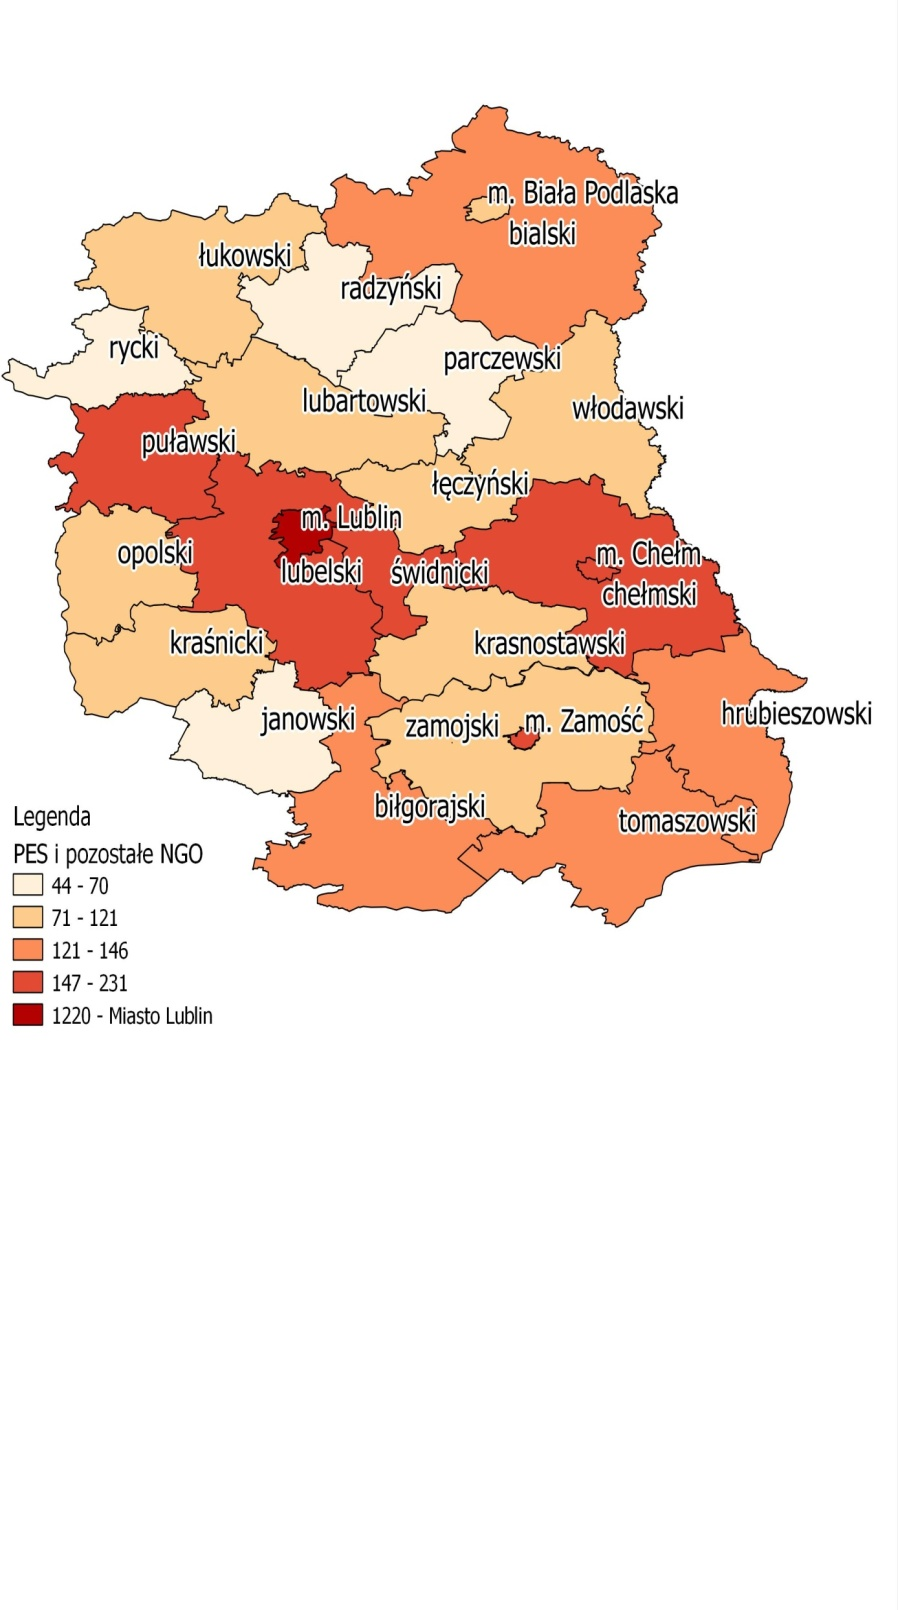 m. Biała Podlaska
bialski
łukowski
radzyński
rycki
parczewski
lubartowski
włodawski
puławski
łęczyński
m. Lublin
opolski
m. Chełm
lubelski
świdnicki
chełmski
kraśnicki
krasnostawski
janowski
zamojski
m. Zamość
hrubieszowski
biłgorajski
tomaszowski
Legenda
PES i pozostałe NGO
44 - 70
71 - 121
121 - 146
147 - 231
1220 - Miasto Lublin